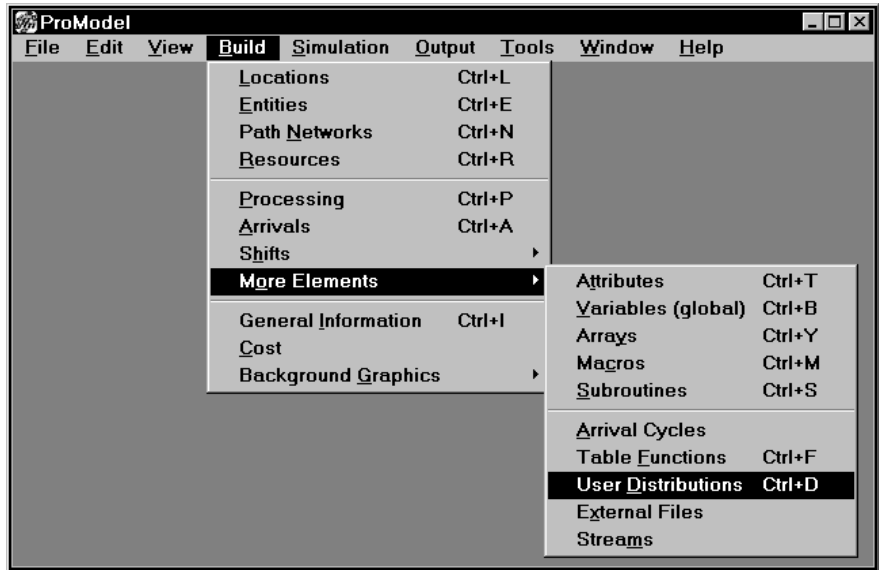 ProModel
File Edit View Build Simulation Output Tools Window Help
Locations Ctrl+L
Entities Ctrl+E
Path Networks Ctrl+N
Resources Ctrl+R
Processing Ctrl+P
Arrivals Ctrl+A
Shifts
More Elements
General Information Ctrl+I
Cost
Background Graphics
Attributes Ctrl+T
Variables (global) Ctrl+B
Arrays Ctrl+Y
Macros Ctrl+M
Subroutines Ctrl+S
Arrival Cycles
Table Functions Ctrl+F
User Distributions Ctrl+D
External Files
Streams